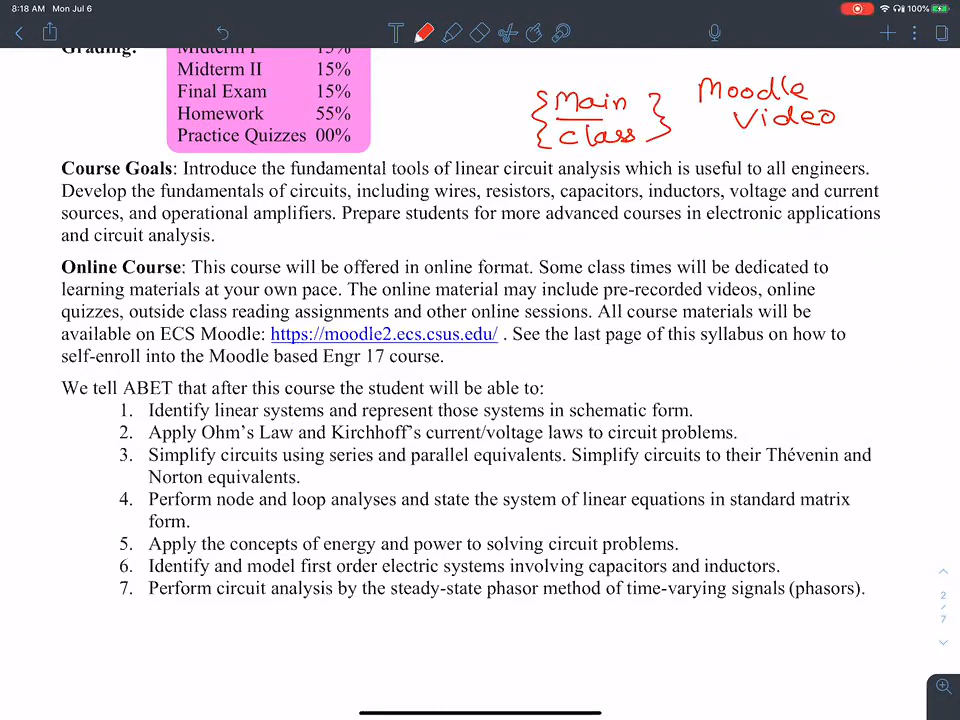 8:18 AM Mon Jul 6
100%
Grading: Midterm I 15%
Midterm II 15%
Final Exam 15%
Homework 55%
Practice Quizzes 00%
Main
class
Moodle
Video
Course Goals: Introduce the fundamental tools of linear circuit analysis which is useful to all engineers.
Develop the fundamentals of circuits, including wires, resistors, capacitors, inductors, voltage and current
sources, and operational amplifiers. Prepare students for more advanced courses in electronic applications
and circuit analysis.
Online Course: This course will be offered in online format. Some class times will be dedicated to
learning materials at your own pace. The online material may include pre-recorded videos, online
quizzes, outside class reading assignments and other online sessions. All course materials will be
available on ECS Moodle: https://moodle2.ecs.csus.edu/ . See the last page of this syllabus on how to
self-enroll into the Moodle based Engr 17 course.
We tell ABET that after this course the student will be able to:
1. Identify linear systems and represent those systems in schematic form.
2. Apply Ohm's Law and Kirchhoff's current/voltage laws to circuit problems.
3. Simplify circuits using series and parallel equivalents. Simplify circuits to their Thévenin and
Norton equivalents.
4. Perform node and loop analyses and state the system of linear equations in standard matrix
form.
5. Apply the concepts of energy and power to solving circuit problems.
6. Identify and model first order electric systems involving capacitors and inductors.
7. Perform circuit analysis by the steady-state phasor method of time-varying signals (phasors).
2
/
7